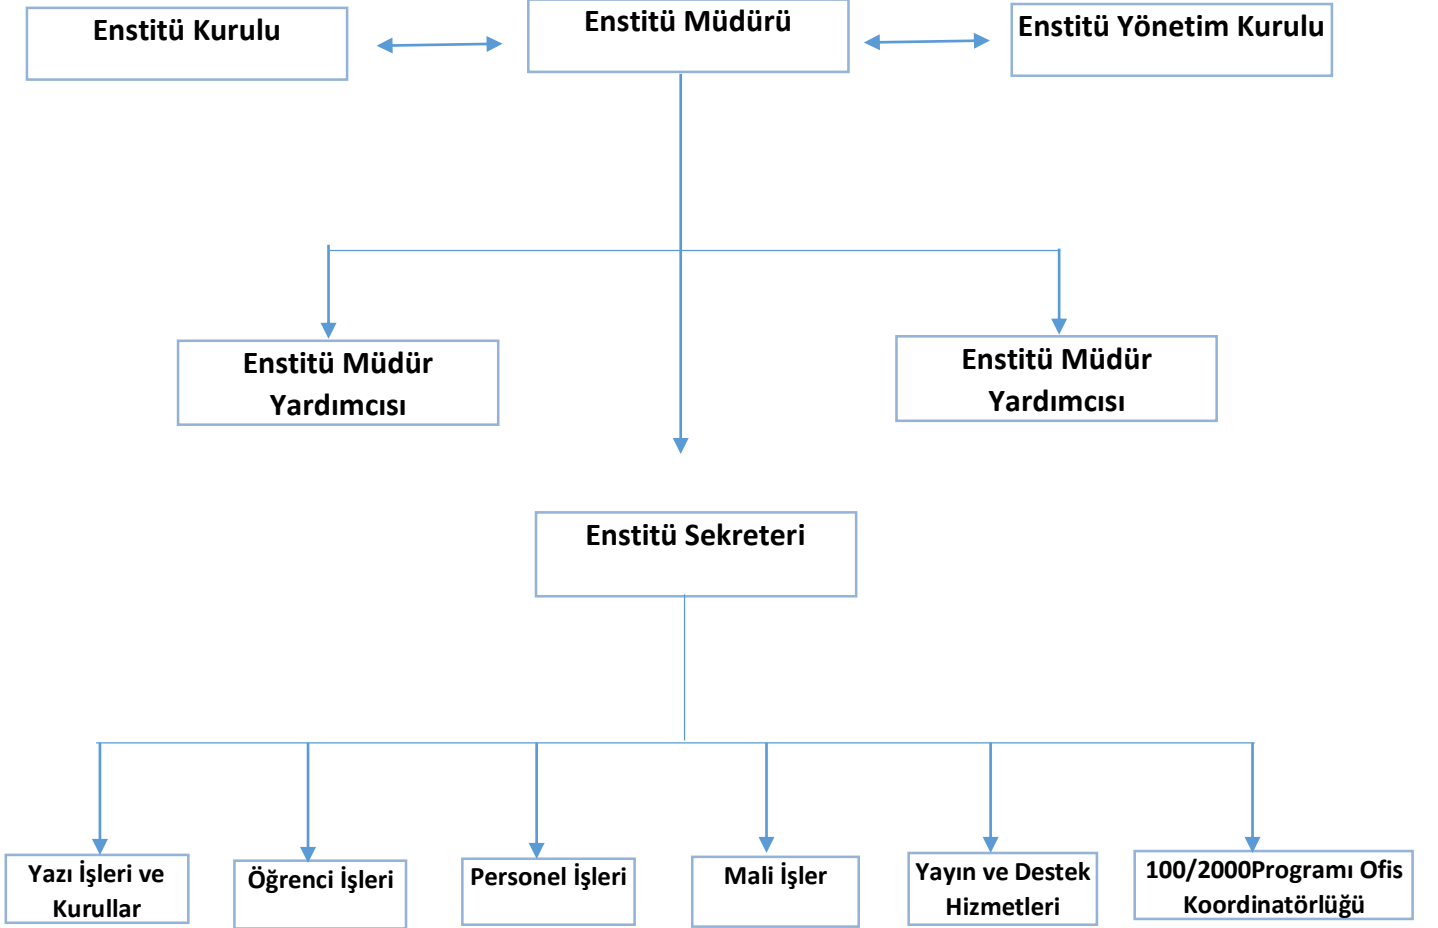 Enstitü Kurulu
Enstitü Müdürü
Enstitü Yönetim Kurulu
Enstitü Müdür
Yardımcısı
Enstitü Müdür
Yardımcısı
Enstitü Sekreteri
Yazı İşleri ve
Kurullar
Öğrenci İşleri
Personel İşleri
Mali İşler
Yayın ve Destek
Hizmetleri
100/2000Programı Ofis
Koordinatörlüğü